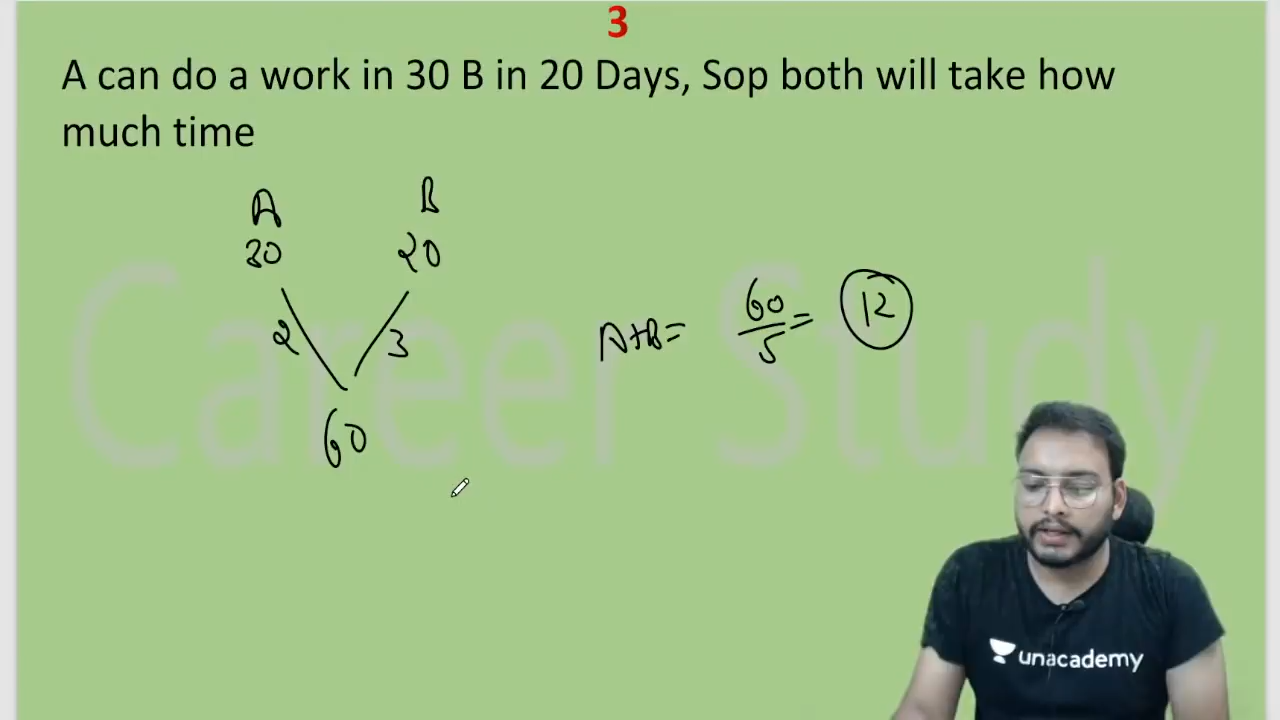 3
A can do a work in 30 B in 20 Days, Sop both will take how
much time
A B
30 20
2 3
60
A+B= 60/5 = 12
Career Study
unacademy